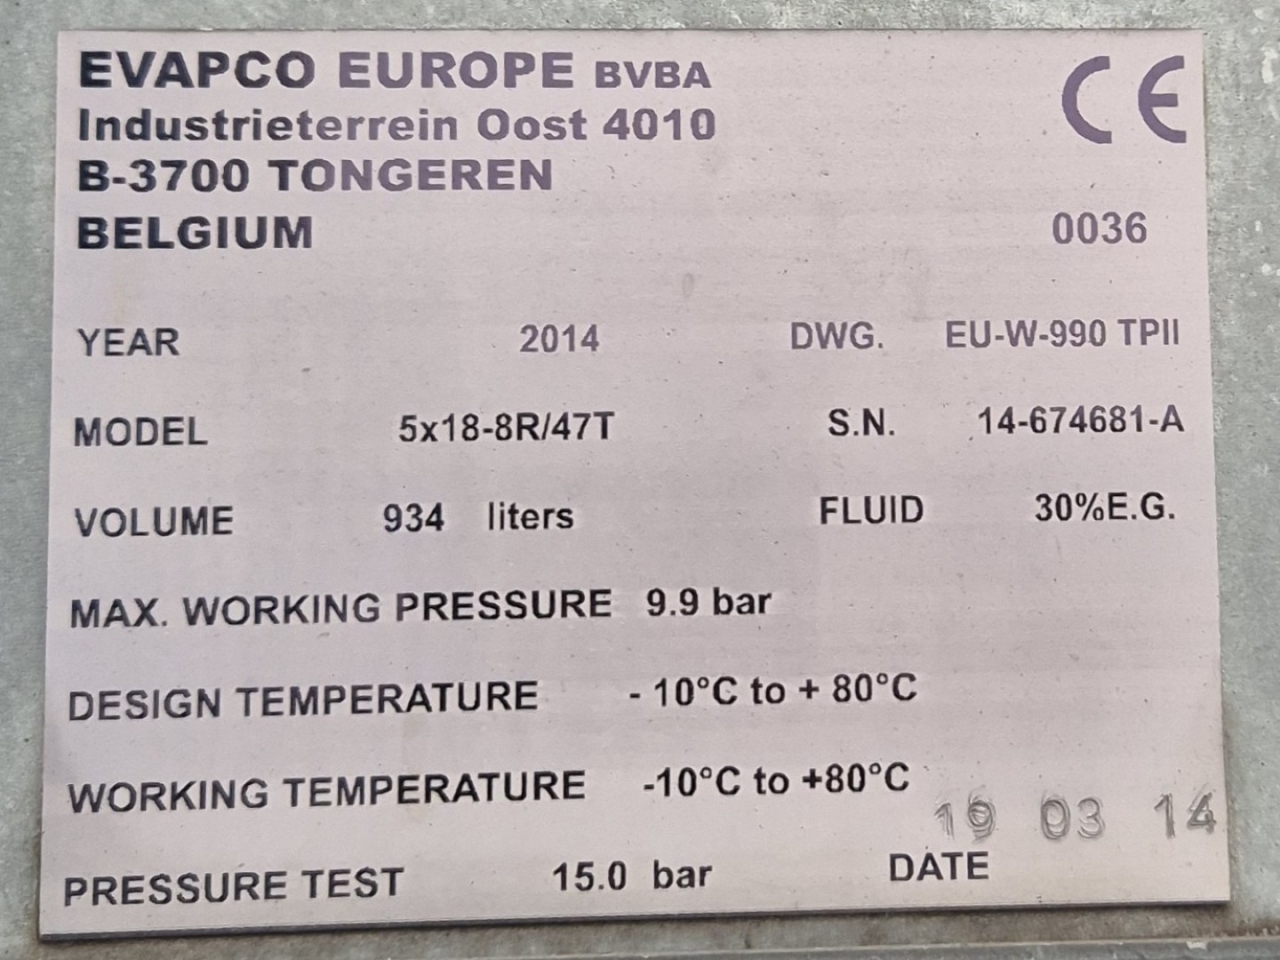 EVAPCO EUROPE BVBA
Industrieterrein Oost 4010
B-3700 TONGEREN
BELGIUM
CE
0036
YEAR 2014 DWG. EU-W-990 TPII
MODEL 5x18-8R/47T S.N. 14-674681-A
VOLUME 934 liters FLUID 30%E.G.
MAX. WORKING PRESSURE 9.9 bar
DESIGN TEMPERATURE - 10°C to + 80°C
WORKING TEMPERATURE -10°C to +80°C
19 03 14
PRESSURE TEST 15.0 bar DATE